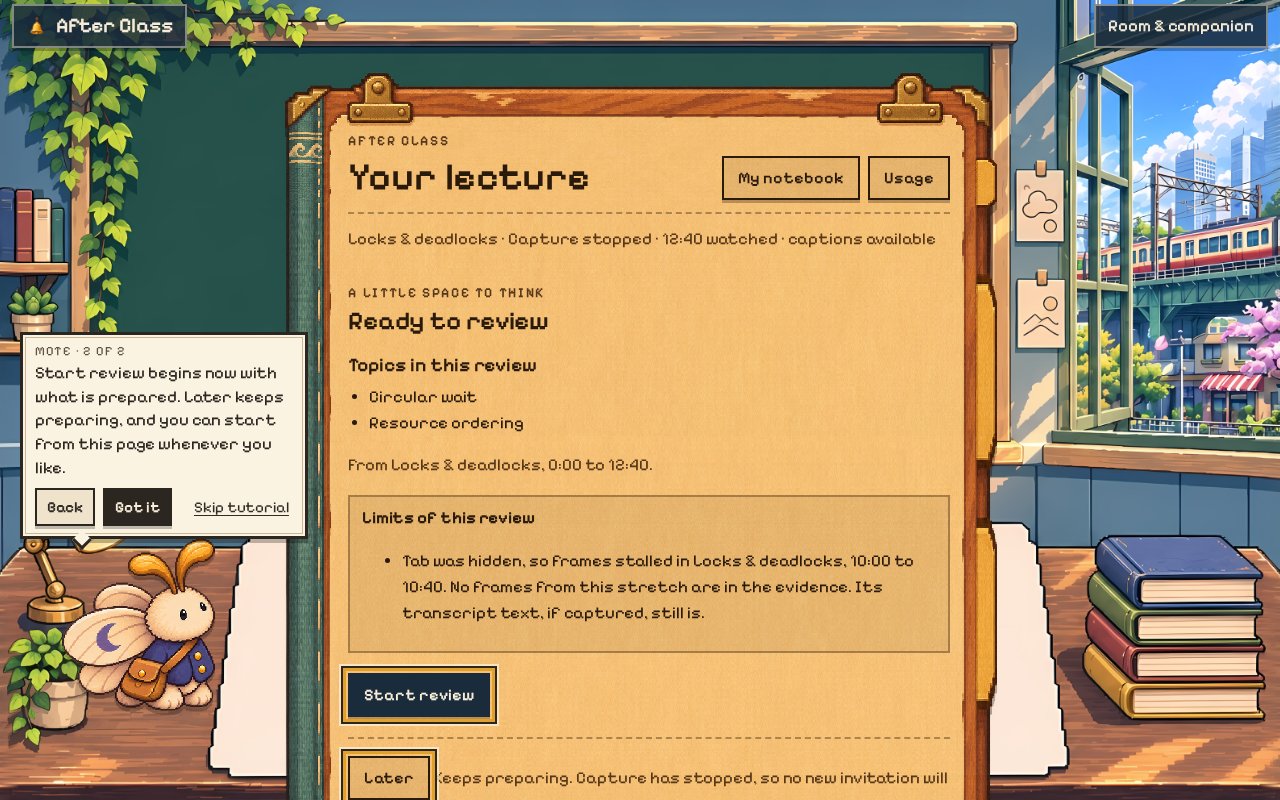 After Class
Room & companion
AFTER CLASS
Your lecture
My notebook
Usage
Locks & deadlocks · Capture stopped · 12:40 watched · captions available
A LITTLE SPACE TO THINK
Ready to review
Topics in this review
• Circular wait
• Resource ordering
From Locks & deadlocks, 0:00 to 12:40.
Limits of this review
• Tab was hidden, so frames stalled in Locks & deadlocks, 10:00 to
10:40. No frames from this stretch are in the evidence. Its
transcript text, if captured, still is.
Start review
Later
Keeps preparing. Capture has stopped, so no new invitation will
MOTE · 2 OF 2
Start review begins now with
what is prepared. Later keeps
preparing, and you can start
from this page whenever you
like.
Back
Got it
Skip tutorial